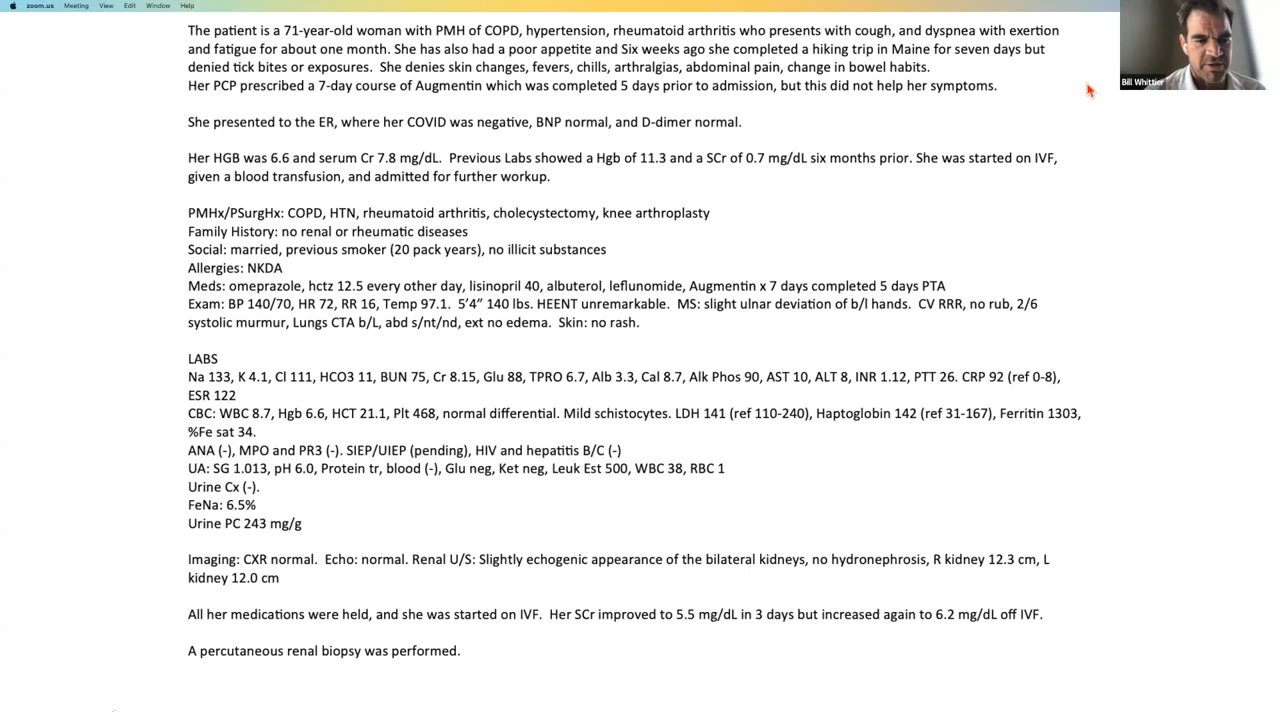 zoom.us Meeting View Edit Window Help
The patient is a 71-year-old woman with PMH of COPD, hypertension, rheumatoid arthritis who presents with cough, and dyspnea with exertion
and fatigue for about one month. She has also had a poor appetite and Six weeks ago she completed a hiking trip in Maine for seven days but
denied tick bites or exposures. She denies skin changes, fevers, chills, arthralgias, abdominal pain, change in bowel habits.
Her PCP prescribed a 7-day course of Augmentin which was completed 5 days prior to admission, but this did not help her symptoms.
Bill Whittier
She presented to the ER, where her COVID was negative, BNP normal, and D-dimer normal.
Her HGB was 6.6 and serum Cr 7.8 mg/dL. Previous Labs showed a Hgb of 11.3 and a SCr of 0.7 mg/dL six months prior. She was started on IVF,
given a blood transfusion, and admitted for further workup.
PMHx/PSurgHx: COPD, HTN, rheumatoid arthritis, cholecystectomy, knee arthroplasty
Family History: no renal or rheumatic diseases
Social: married, previous smoker (20 pack years), no illicit substances
Allergies: NKDA
Meds: omeprazole, hctz 12.5 every other day, lisinopril 40, albuterol, leflunomide, Augmentin x 7 days completed 5 days PTA
Exam: BP 140/70, HR 72, RR 16, Temp 97.1. 5’4” 140 lbs. HEENT unremarkable. MS: slight ulnar deviation of b/l hands. CV RRR, no rub, 2/6
systolic murmur, Lungs CTA b/L, abd s/nt/nd, ext no edema. Skin: no rash.
LABS
Na 133, K 4.1, Cl 111, HCO3 11, BUN 75, Cr 8.15, Glu 88, TPRO 6.7, Alb 3.3, Cal 8.7, Alk Phos 90, AST 10, ALT 8, INR 1.12, PTT 26. CRP 92 (ref 0-8),
ESR 122
CBC: WBC 8.7, Hgb 6.6, HCT 21.1, Plt 468, normal differential. Mild schistocytes. LDH 141 (ref 110-240), Haptoglobin 142 (ref 31-167), Ferritin 1303,
%Fe sat 34.
ANA (-), MPO and PR3 (-). SIEP/UIEP (pending), HIV and hepatitis B/C (-)
UA: SG 1.013, pH 6.0, Protein tr, blood (-), Glu neg, Ket neg, Leuk Est 500, WBC 38, RBC 1
Urine Cx (-).
FeNa: 6.5%
Urine PC 243 mg/g
Imaging: CXR normal. Echo: normal. Renal U/S: Slightly echogenic appearance of the bilateral kidneys, no hydronephrosis, R kidney 12.3 cm, L
kidney 12.0 cm
All her medications were held, and she was started on IVF. Her SCr improved to 5.5 mg/dL in 3 days but increased again to 6.2 mg/dL off IVF.
A percutaneous renal biopsy was performed.